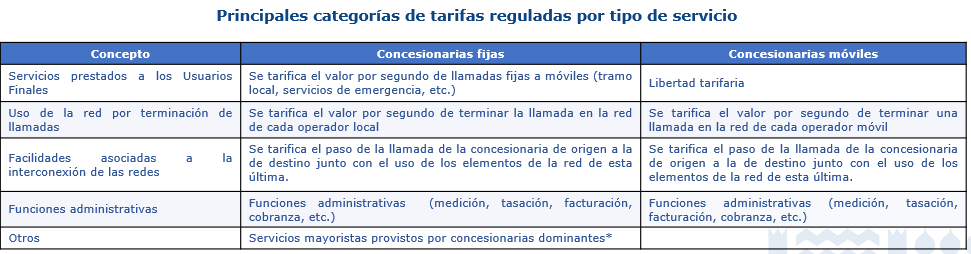 Principales categorías de tarifas reguladas por tipo de servicio
Concepto
Concesionarias fijas
Concesionarias móviles
Servicios prestados a los Usuarios
Finales
Se tarifica el valor por segundo de llamadas fijas a móviles (tramo
local, servicios de emergencia, etc.)
Libertad tarifaria
Uso de la red por terminación de
llamadas
Se tarifica el valor por segundo de terminar la llamada en la red
de cada operador local
Se tarifica el valor por segundo de terminar una
llamada en la red de cada operador móvil
Facilidades asociadas a la
interconexión de las redes
Se tarifica el paso de la llamada de la concesionaria de origen a la
de destino junto con el uso de los elementos de la red de esta
última.
Se tarifica el paso de la llamada de la concesionaria
de origen a la de destino junto con el uso de los
elementos de la red de esta última.
Funciones administrativas
Funciones administrativas (medición, tasación, facturación,
cobranza, etc.)
Funciones administrativas (medición, tasación,
facturación, cobranza, etc.)
Otros
Servicios mayoristas provistos por concesionarias dominantes*